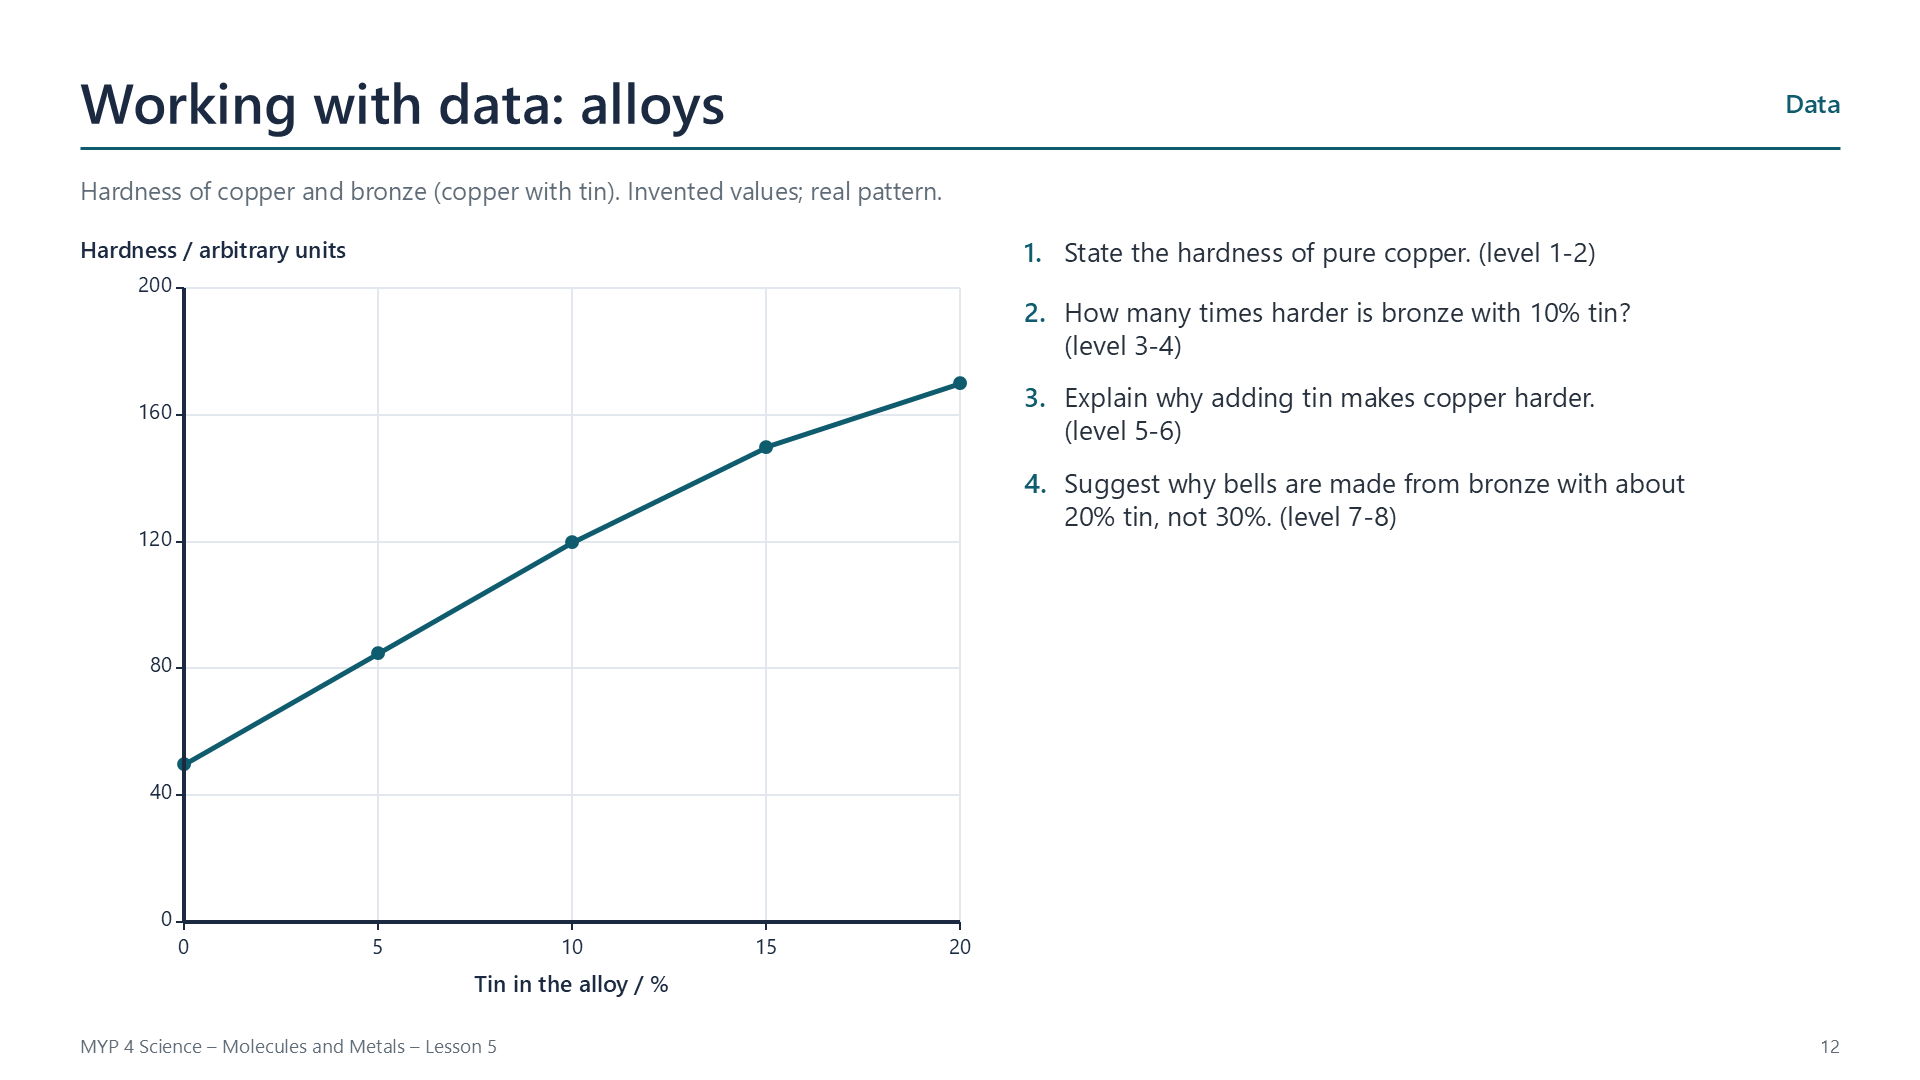 Working with data: alloys
Data
Hardness of copper and bronze (copper with tin). Invented values; real pattern.
Hardness / arbitrary units
200
160
120
80
40
0
0 5 10 15 20
Tin in the alloy / %
1. State the hardness of pure copper. (level 1-2)
2. How many times harder is bronze with 10% tin?
(level 3-4)
3. Explain why adding tin makes copper harder.
(level 5-6)
4. Suggest why bells are made from bronze with about
20% tin, not 30%. (level 7-8)
MYP 4 Science – Molecules and Metals – Lesson 5
12